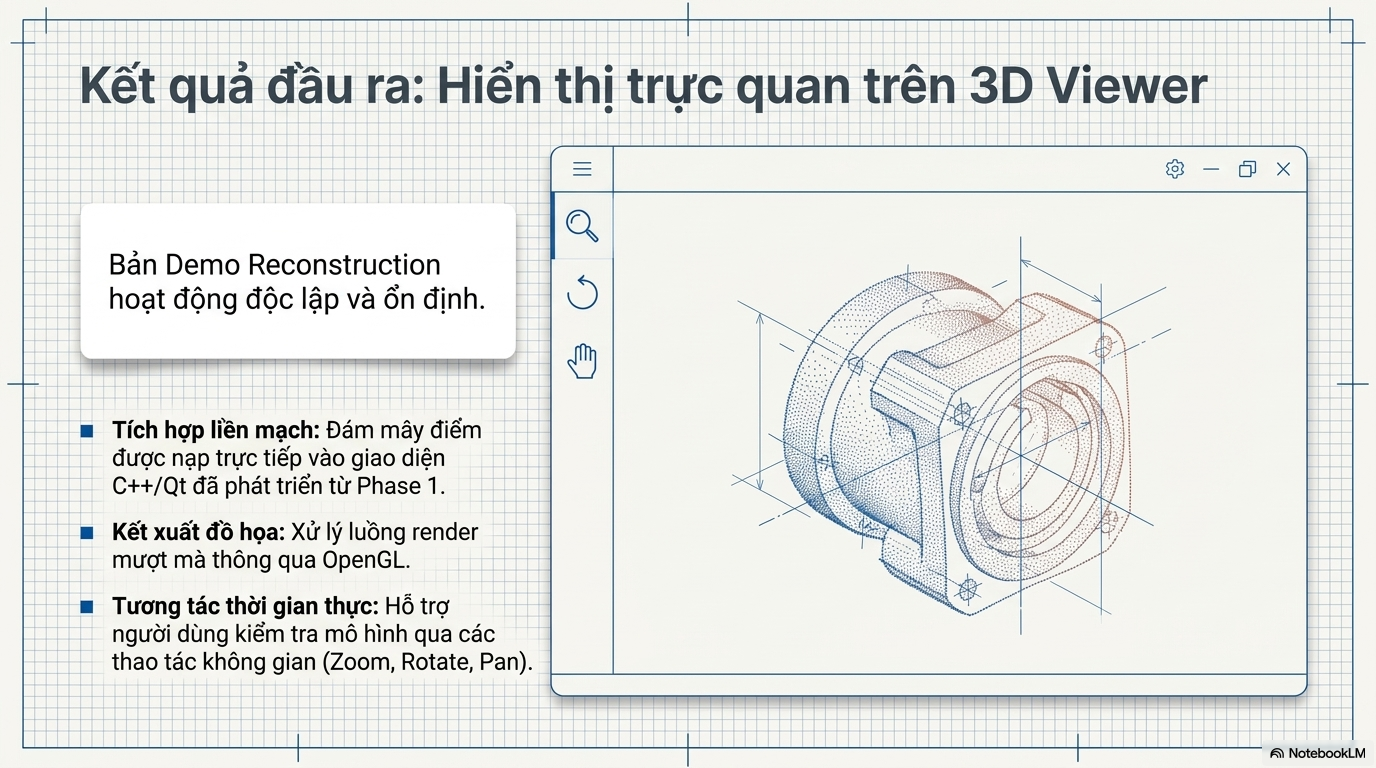 Kết quả đầu ra: Hiển thị trực quan trên 3D Viewer
Bản Demo Reconstruction
hoạt động độc lập và ổn định.
Tích hợp liền mạch: Đám mây điểm
được nạp trực tiếp vào giao diện
C++/Qt đã phát triển từ Phase 1.
Kết xuất đồ họa: Xử lý luồng render
mượt mà thông qua OpenGL.
Tương tác thời gian thực: Hỗ trợ
người dùng kiểm tra mô hình qua các
thao tác không gian (Zoom, Rotate, Pan).
NotebookLM